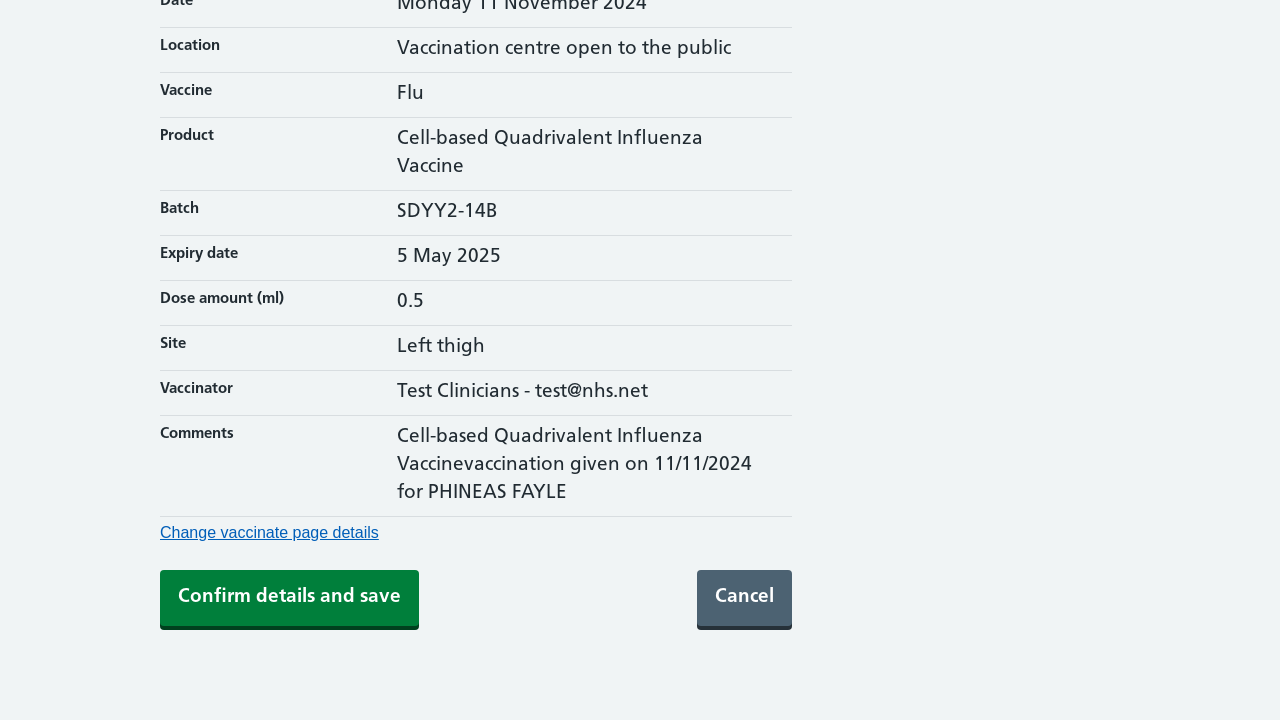 Date Monday 11 November 2024
Location Vaccination centre open to the public
Vaccine Flu
Product Cell-based Quadrivalent Influenza
Vaccine
Batch SDYY2-14B
Expiry date 5 May 2025
Dose amount (ml) 0.5
Site Left thigh
Vaccinator Test Clinicians - test@nhs.net
Comments Cell-based Quadrivalent Influenza
Vaccinevaccination given on 11/11/2024
for PHINEAS FAYLE
Change vaccinate page details
Confirm details and save Cancel